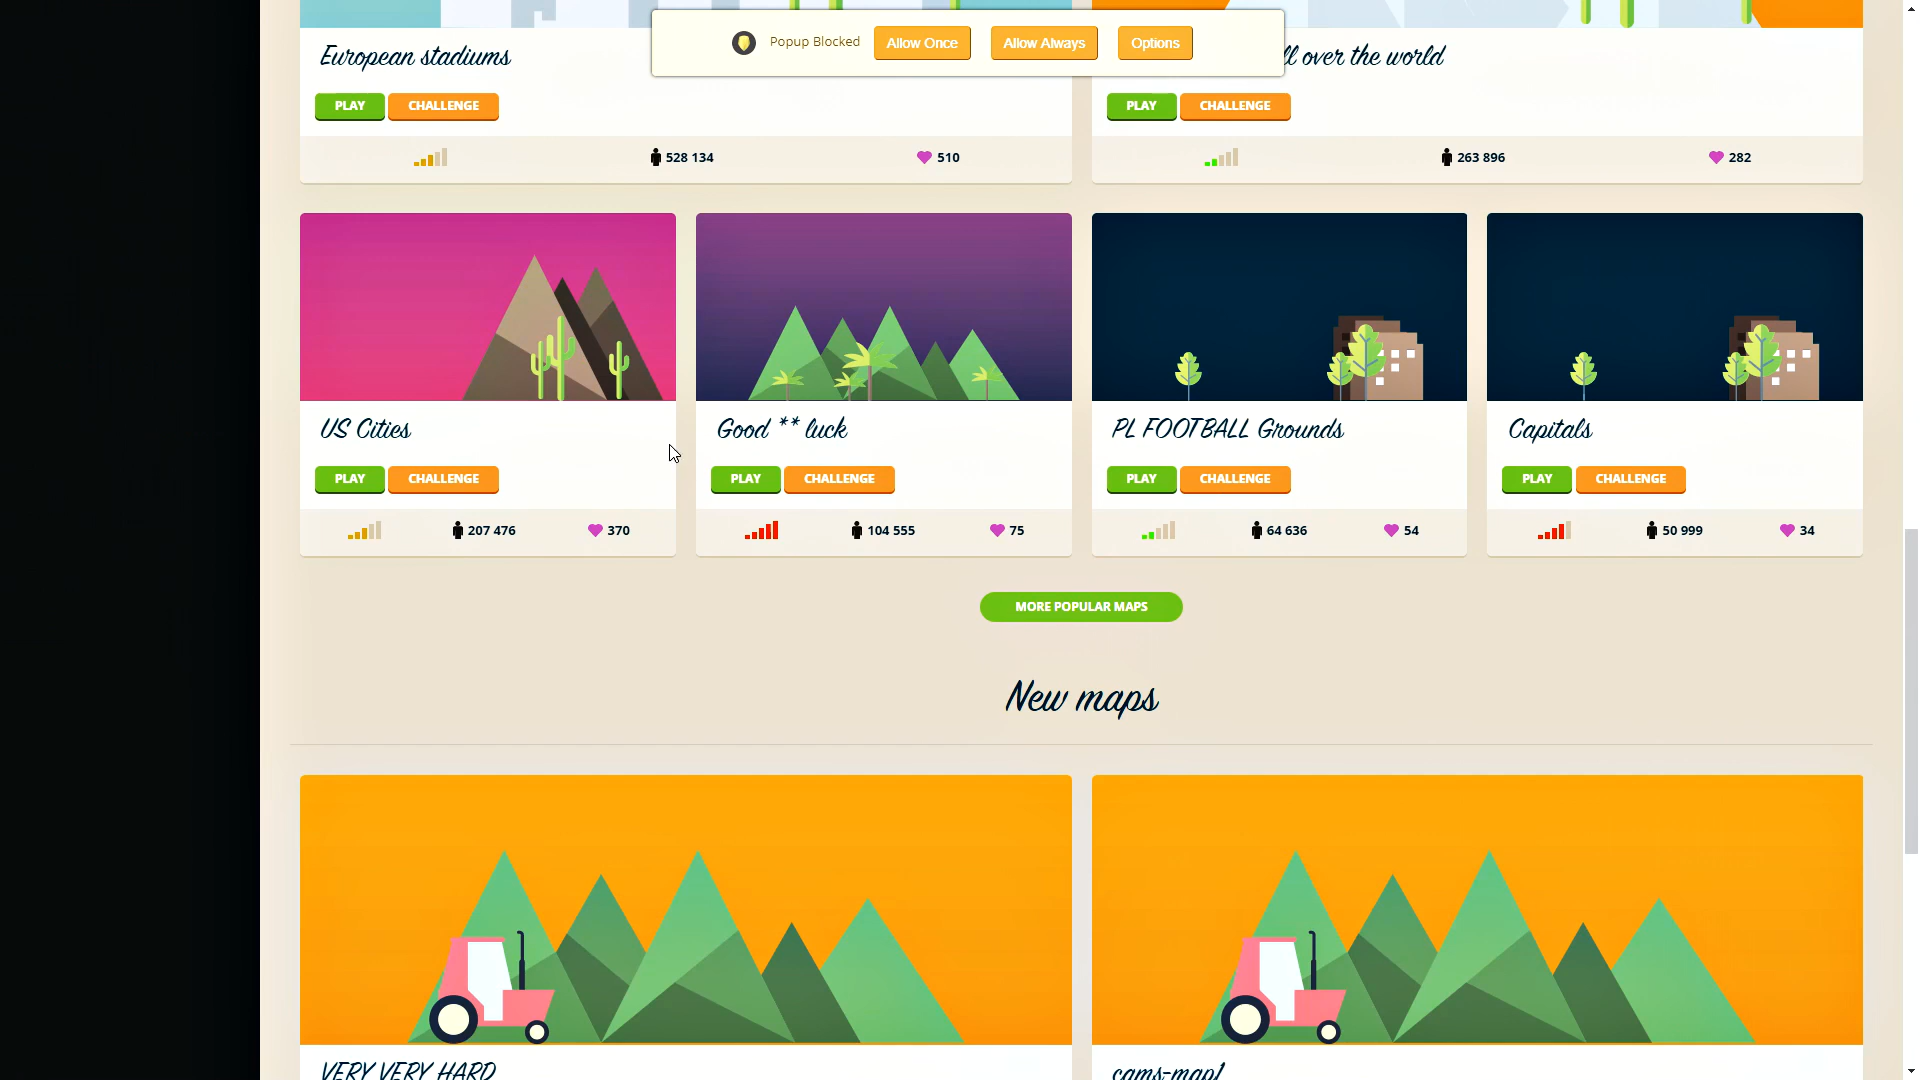 Popup Blocked Allow Once Allow Always Options
European stadiums
ll over the world
PLAY CHALLENGE
PLAY CHALLENGE
528 134 510
263 896 282
US Cities
Good ** luck
PL FOOTBALL Grounds
Capitals
PLAY CHALLENGE
PLAY CHALLENGE
PLAY CHALLENGE
PLAY CHALLENGE
207 476 370
104 555 75
64 636 54
50 999 34
MORE POPULAR MAPS
New maps
VERY VERY HARD
cams-map1